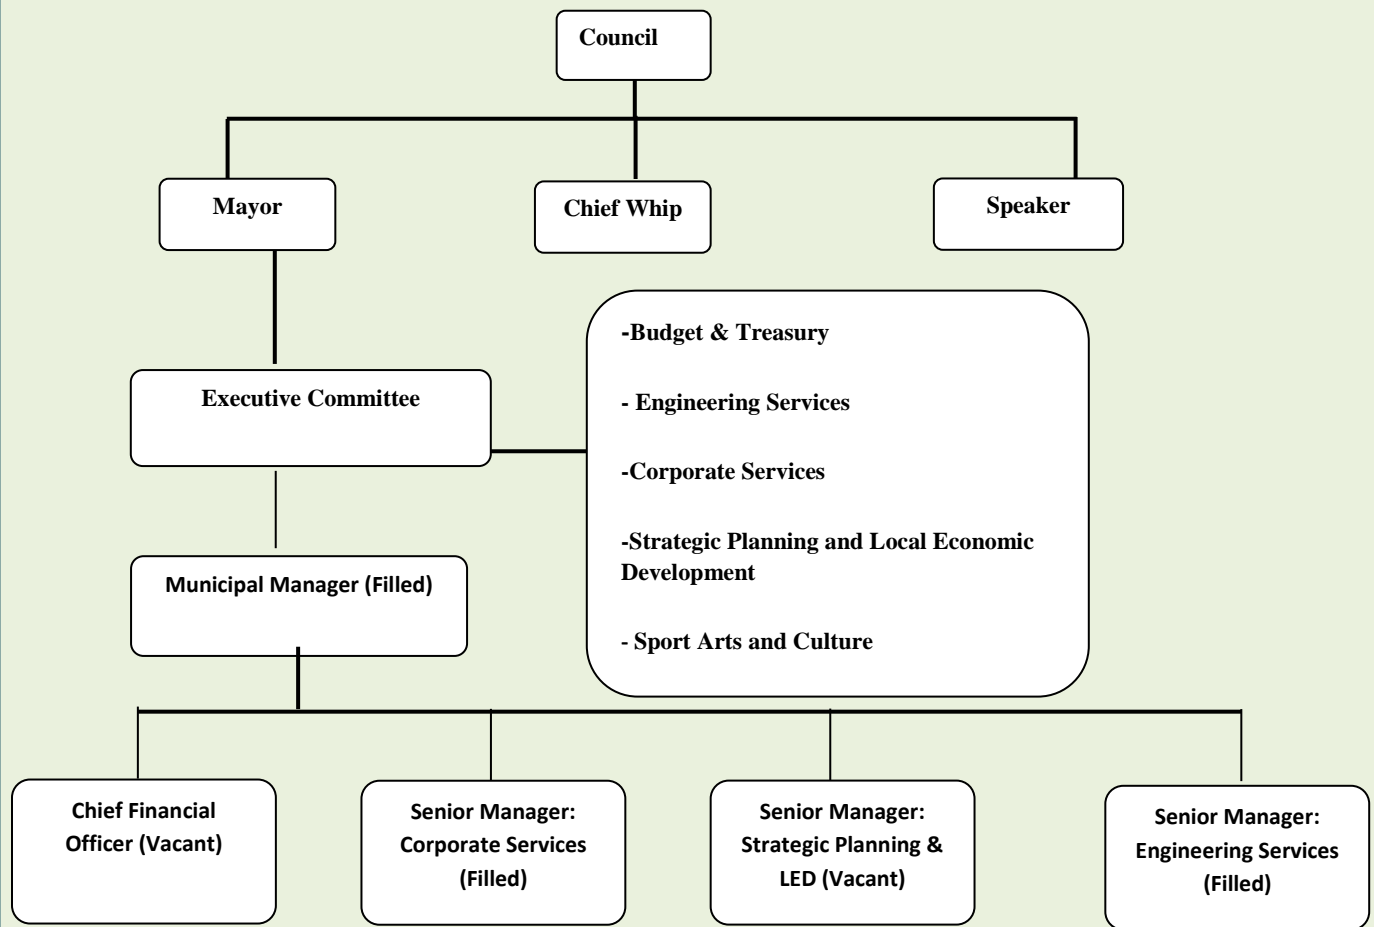 Council
Mayor
Chief Whip
Speaker
-Budget & Treasury
Executive Committee
- Engineering Services
-Corporate Services
-Strategic Planning and Local Economic
Development
Municipal Manager (Filled)
- Sport Arts and Culture
Chief Financial
Officer (Vacant)
Senior Manager:
Corporate Services
(Filled)
Senior Manager:
Strategic Planning &
LED (Vacant)
Senior Manager:
Engineering Services
(Filled)